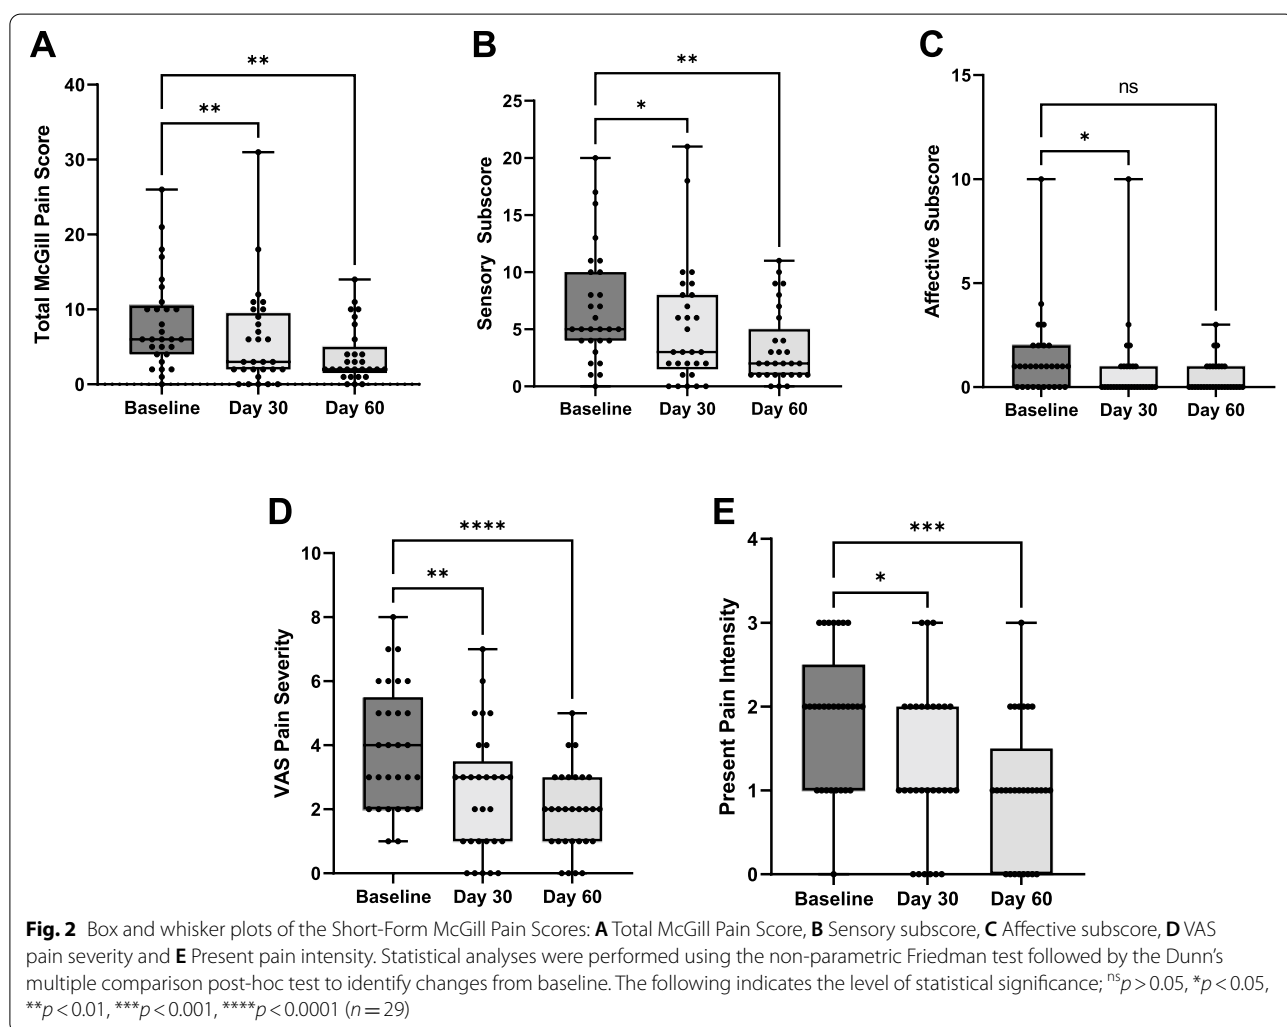 A
Total McGill Pain Score
40
30
20
10
0
**
**
Baseline Day 30 Day 60
B
Sensory Subscore
25
20
15
10
5
0
**
*
Baseline Day 30 Day 60
C
Affective Subscore
15
10
5
0
ns
*
Baseline Day 30 Day 60
D
VAS Pain Severity
10
8
6
4
2
0
****
**
Baseline Day 30 Day 60
E
Present Pain Intensity
4
3
2
1
0
***
*
Baseline Day 30 Day 60
Fig. 2 Box and whisker plots of the Short-Form McGill Pain Scores: A Total McGill Pain Score, B Sensory subscore, C Affective subscore, D VAS
pain severity and E Present pain intensity. Statistical analyses were performed using the non-parametric Friedman test followed by the Dunn's
multiple comparison post-hoc test to identify changes from baseline. The following indicates the level of statistical significance; nsp > 0.05, *p < 0.05,
**p < 0.01, ***p < 0.001, ****p < 0.0001 (n = 29)